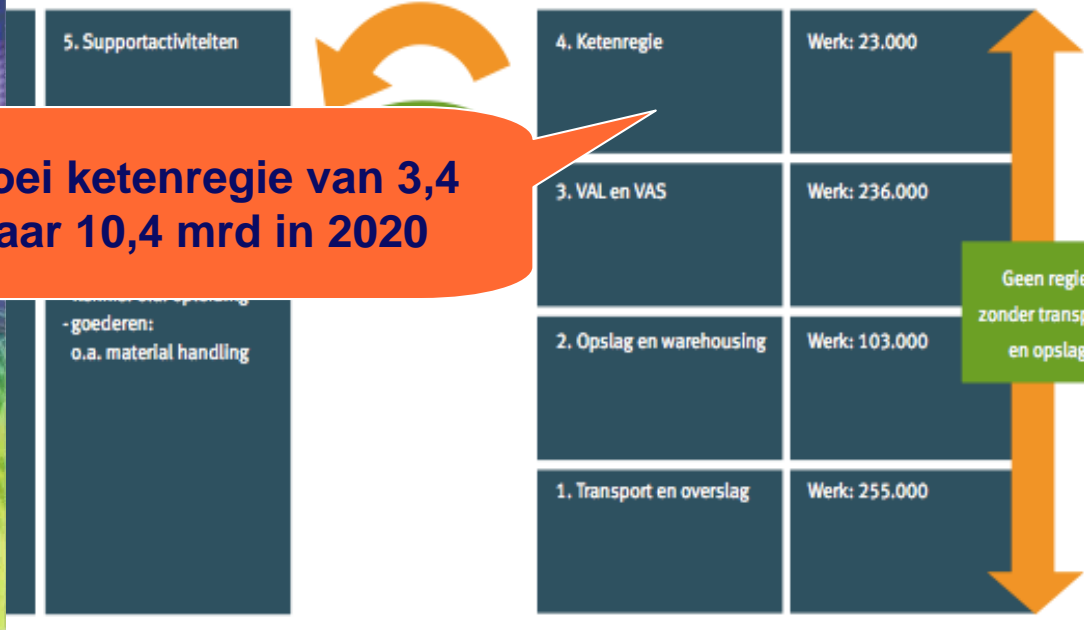 5. Supportactiviteiten
oei ketenregie van 3,4
aar 10,4 mrd in 2020
- goederen:
o.a. material handling
4. Ketenregie
Werk: 23.000
3. VAL en VAS
Werk: 236.000
2. Opslag en warehousing
Werk: 103.000
1. Transport en overslag
Werk: 255.000
Geen regie
zonder transp
en opslag